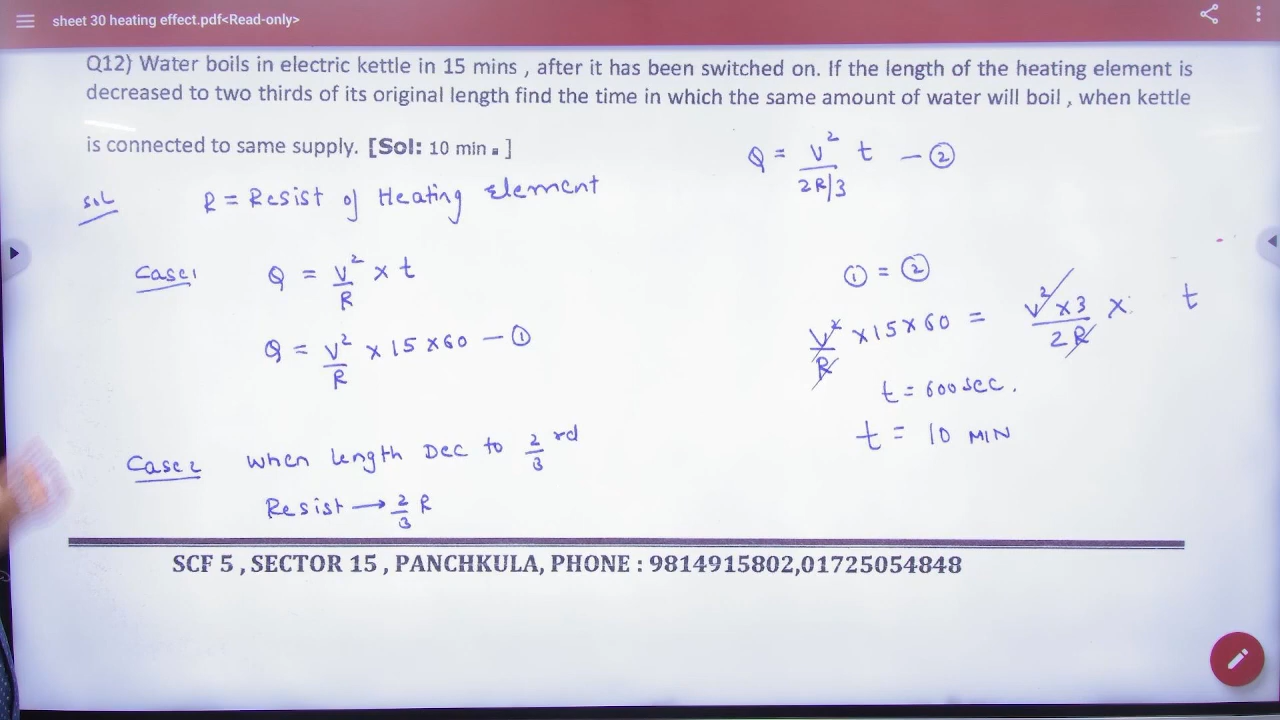 sheet 30 heating effect.pdf<Read-only>
Q12) Water boils in electric kettle in 15 mins , after it has been switched on. If the length of the heating element is
decreased to two thirds of its original length find the time in which the same amount of water will boil , when kettle
is connected to same supply. [Sol: 10 min. ]
Sol R = Resist of Heating Element
Case1 Q = V²/R x t
Q = V²/R x 15 x 60 — ①
Case2 When length Dec to 2/3 rd
Resist → 2/3 R
Q = V²/2R/3 t — ②
① = ②
V²/R x 15 x 60 = V² x 3/2R x t
t = 600 sec.
t = 10 MIN
SCF 5 , SECTOR 15 , PANCHKULA, PHONE : 9814915802,01725054848